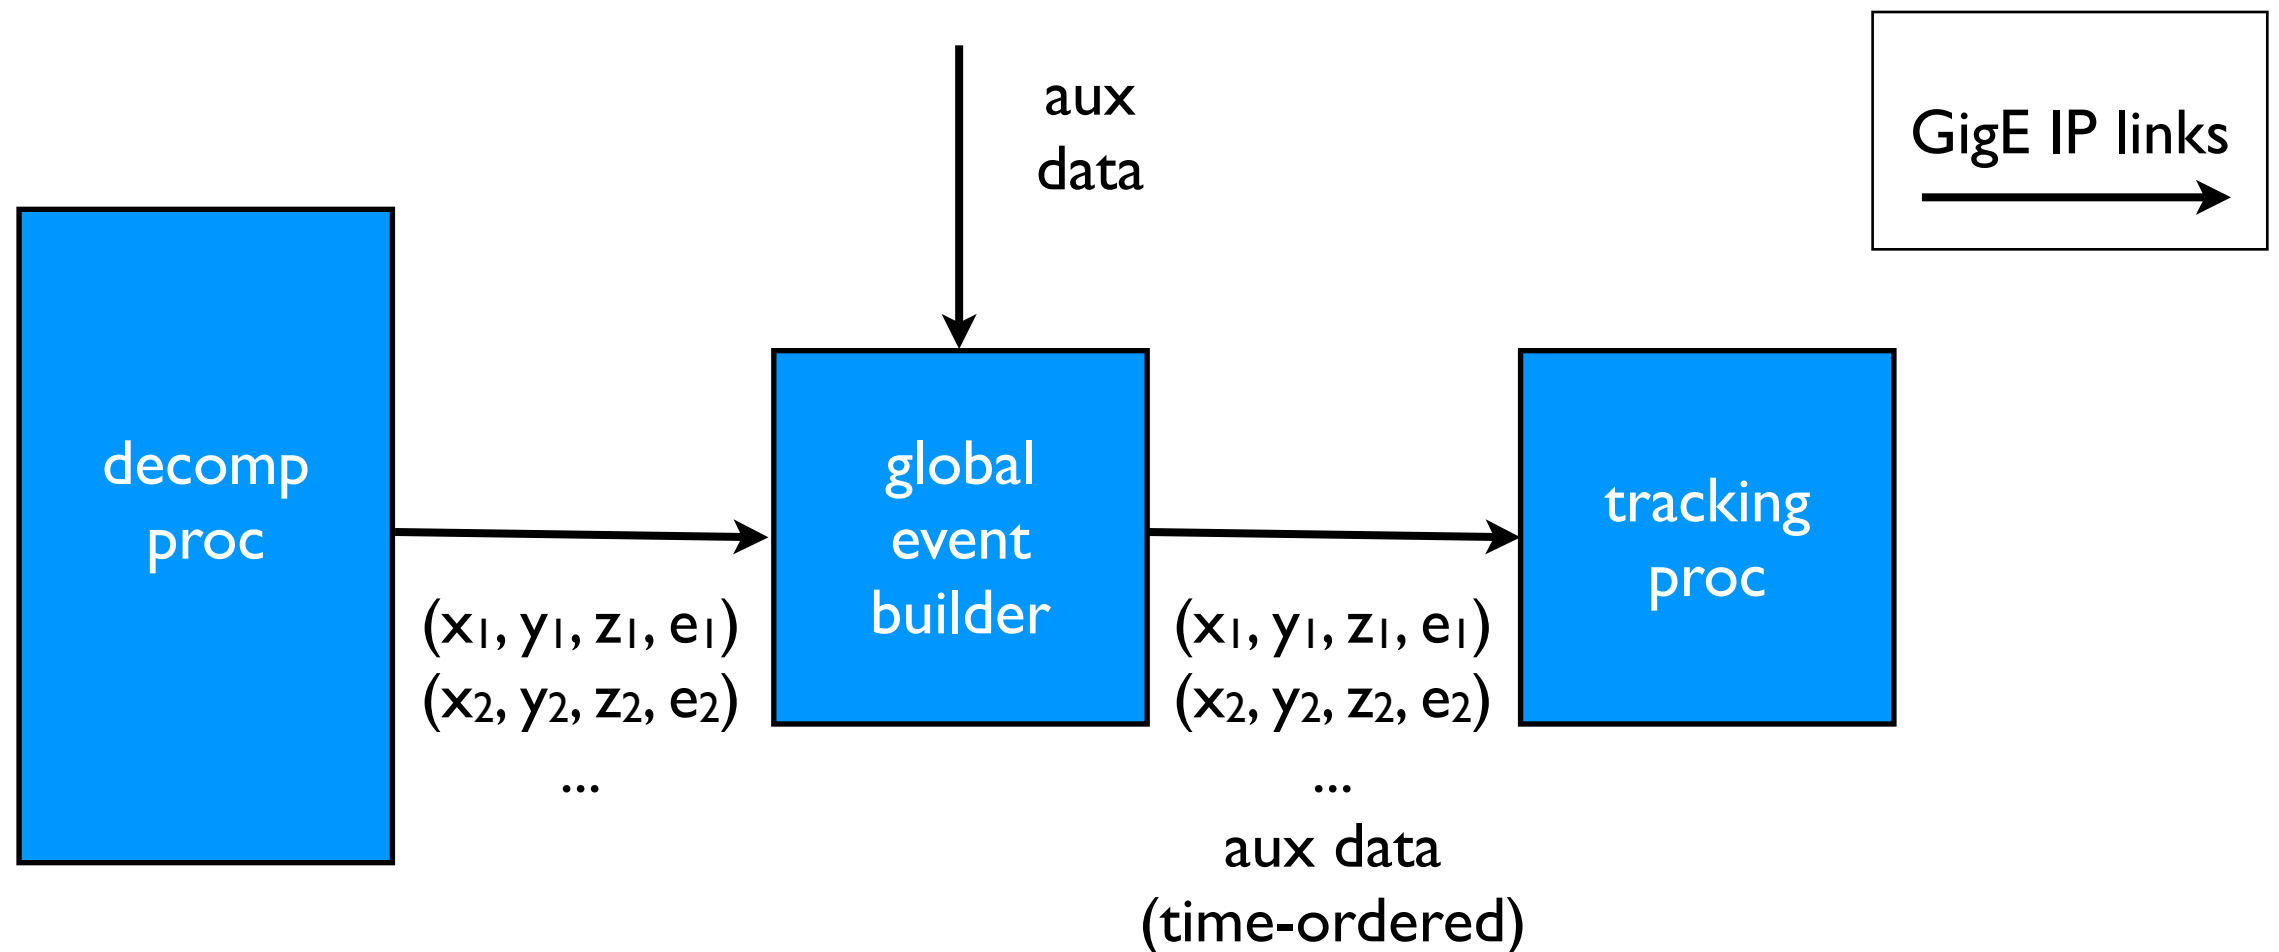 aux
data
GigE IP links
decomp
proc
global
event
builder
tracking
proc
(x₁, y₁, z₁, e₁)
(x₂, y₂, z₂, e₂)
...
(x₁, y₁, z₁, e₁)
(x₂, y₂, z₂, e₂)
...
aux data
(time-ordered)